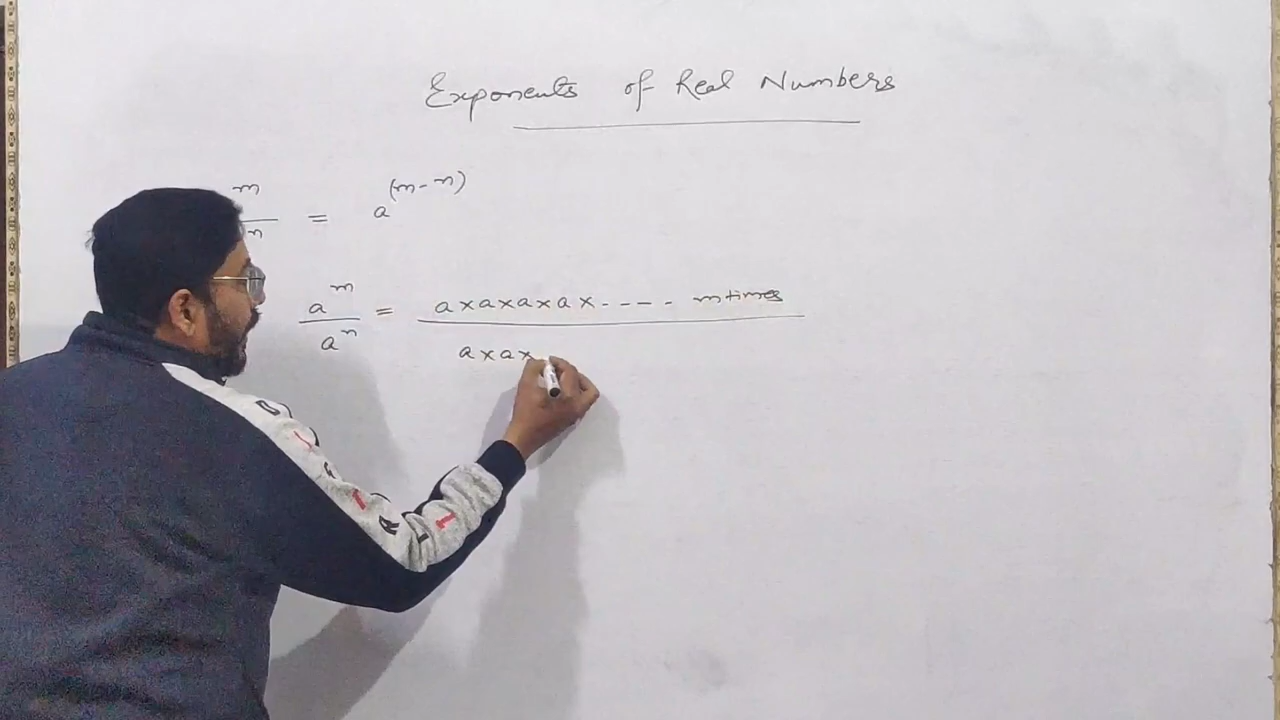 Exponents of Real Numbers
m/n = a^(m-n)
a^m/a^n = a×a×a×a×---- m times
a×a×